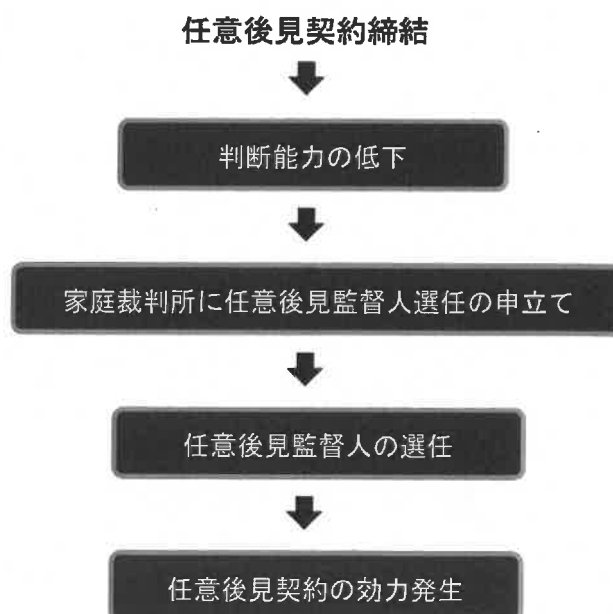 任意後見契約締結
判断能力の低下
家庭裁判所に任意後見監督人選任の申立て
任意後見監督人の選任
任意後見契約の効力発生